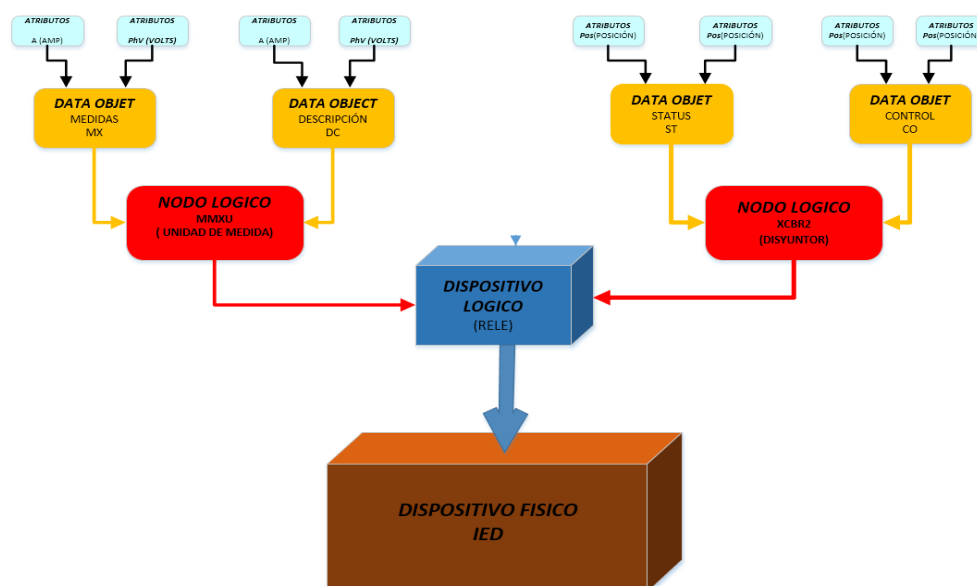 ATRIBUTOS
A (AMP)
ATRIBUTOS
PhV (VOLTS)
ATRIBUTOS
A (AMP)
ATRIBUTOS
PhV (VOLTS)
ATRIBUTOS
Pos(POSICIÓN)
ATRIBUTOS
Pos(POSICIÓN)
ATRIBUTOS
Pos(POSICIÓN)
ATRIBUTOS
Pos(POSICIÓN
DATA OBJET
MEDIDAS
MX
DATA OBJECT
DESCRIPCIÓN
DC
DATA OBJET
STATUS
ST
DATA OBJET
CONTROL
CO
NODO LOGICO
MMXU
( UNIDAD DE MEDIDA)
NODO LOGICO
XCBR2
(DISYUNTOR)
DISPOSITIVO
LOGICO
(RELE)
DISPOSITIVO FISICO
IED